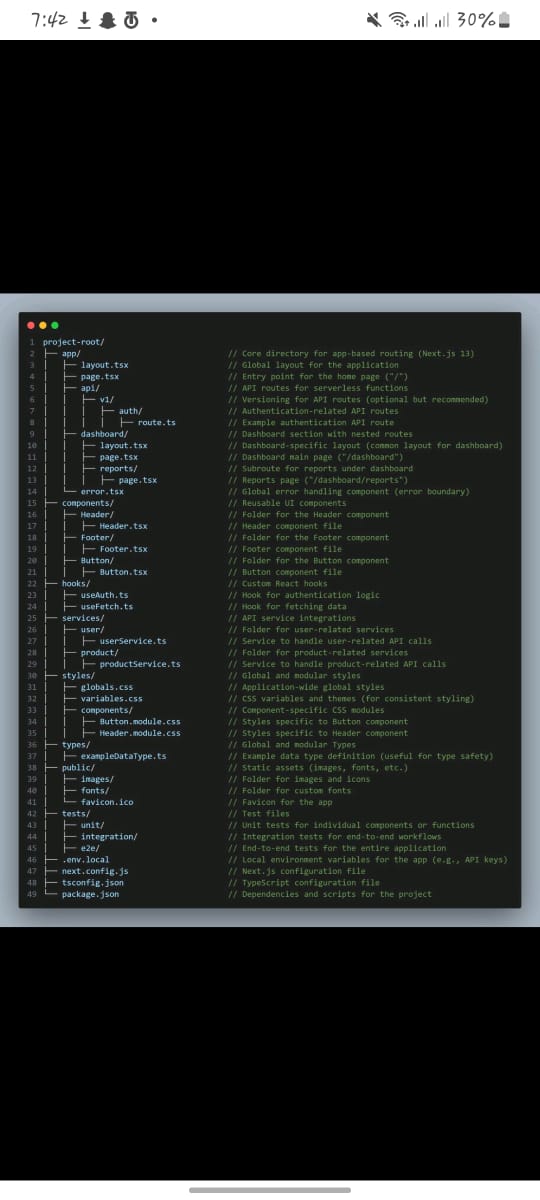 7:42
30%
1 project-root/
2 ├── app/ // Core directory for app-based routing (Next.js 13)
3 │ ├── layout.tsx // Global layout for the application
4 │ ├── page.tsx // Entry point for the home page ("/")
5 │ ├── api/ // API routes for serverless functions
6 │ │ ├── v1/ // Versioning for API routes (optional but recommended)
7 │ │ │ ├── auth/ // Authentication-related API routes
8 │ │ │ │ ├── route.ts // Example authentication API route
9 │ ├── dashboard/ // Dashboard section with nested routes
10 │ │ ├── layout.tsx // Dashboard-specific layout (common layout for dashboard)
11 │ │ ├── page.tsx // Dashboard main page ("/dashboard")
12 │ │ ├── reports/ // Subroute for reports under dashboard
13 │ │ │ ├── page.tsx // Reports page ("/dashboard/reports")
14 │ └── error.tsx // Global error handling component (error boundary)
15 ├── components/ // Reusable UI components
16 │ ├── Header/ // Folder for the Header component
17 │ │ ├── Header.tsx // Header component file
18 │ ├── Footer/ // Folder for the Footer component
19 │ │ ├── Footer.tsx // Footer component file
20 │ ├── Button/ // Folder for the Button component
21 │ │ ├── Button.tsx // Button component file
22 ├── hooks/ // Custom React hooks
23 │ ├── useAuth.ts // Hook for authentication logic
24 │ ├── useFetch.ts // Hook for fetching data
25 ├── services/ // API service integrations
26 │ ├── user/ // Folder for user-related services
27 │ │ ├── userService.ts // Service to handle user-related API calls
28 │ ├── product/ // Folder for product-related services
29 │ │ ├── productService.ts // Service to handle product-related API calls
30 ├── styles/ // Global and modular styles
31 │ ├── globals.css // Application-wide global styles
32 │ ├── variables.css // CSS variables and themes (for consistent styling)
33 │ ├── components/ // Component-specific CSS modules
34 │ │ ├── Button.module.css // Styles specific to Button component
35 │ │ ├── Header.module.css // Styles specific to Header component
36 ├── types/ // Global and modular Types
37 │ ├── exampleDataType.ts // Example data type definition (useful for type safety)
38 ├── public/ // Static assets (images, fonts, etc.)
39 │ ├── images/ // Folder for images and icons
40 │ ├── fonts/ // Folder for custom fonts
41 │ └── favicon.ico // Favicon for the app
42 ├── tests/ // Test files
43 │ ├── unit/ // Unit tests for individual components or functions
44 │ ├── integration/ // Integration tests for end-to-end workflows
45 │ ├── e2e/ // End-to-end tests for the entire application
46 ├── .env.local // Local environment variables for the app (e.g., API keys)
47 ├── next.config.js // Next.js configuration file
48 ├── tsconfig.json // TypeScript configuration file
49 └── package.json // Dependencies and scripts for the project